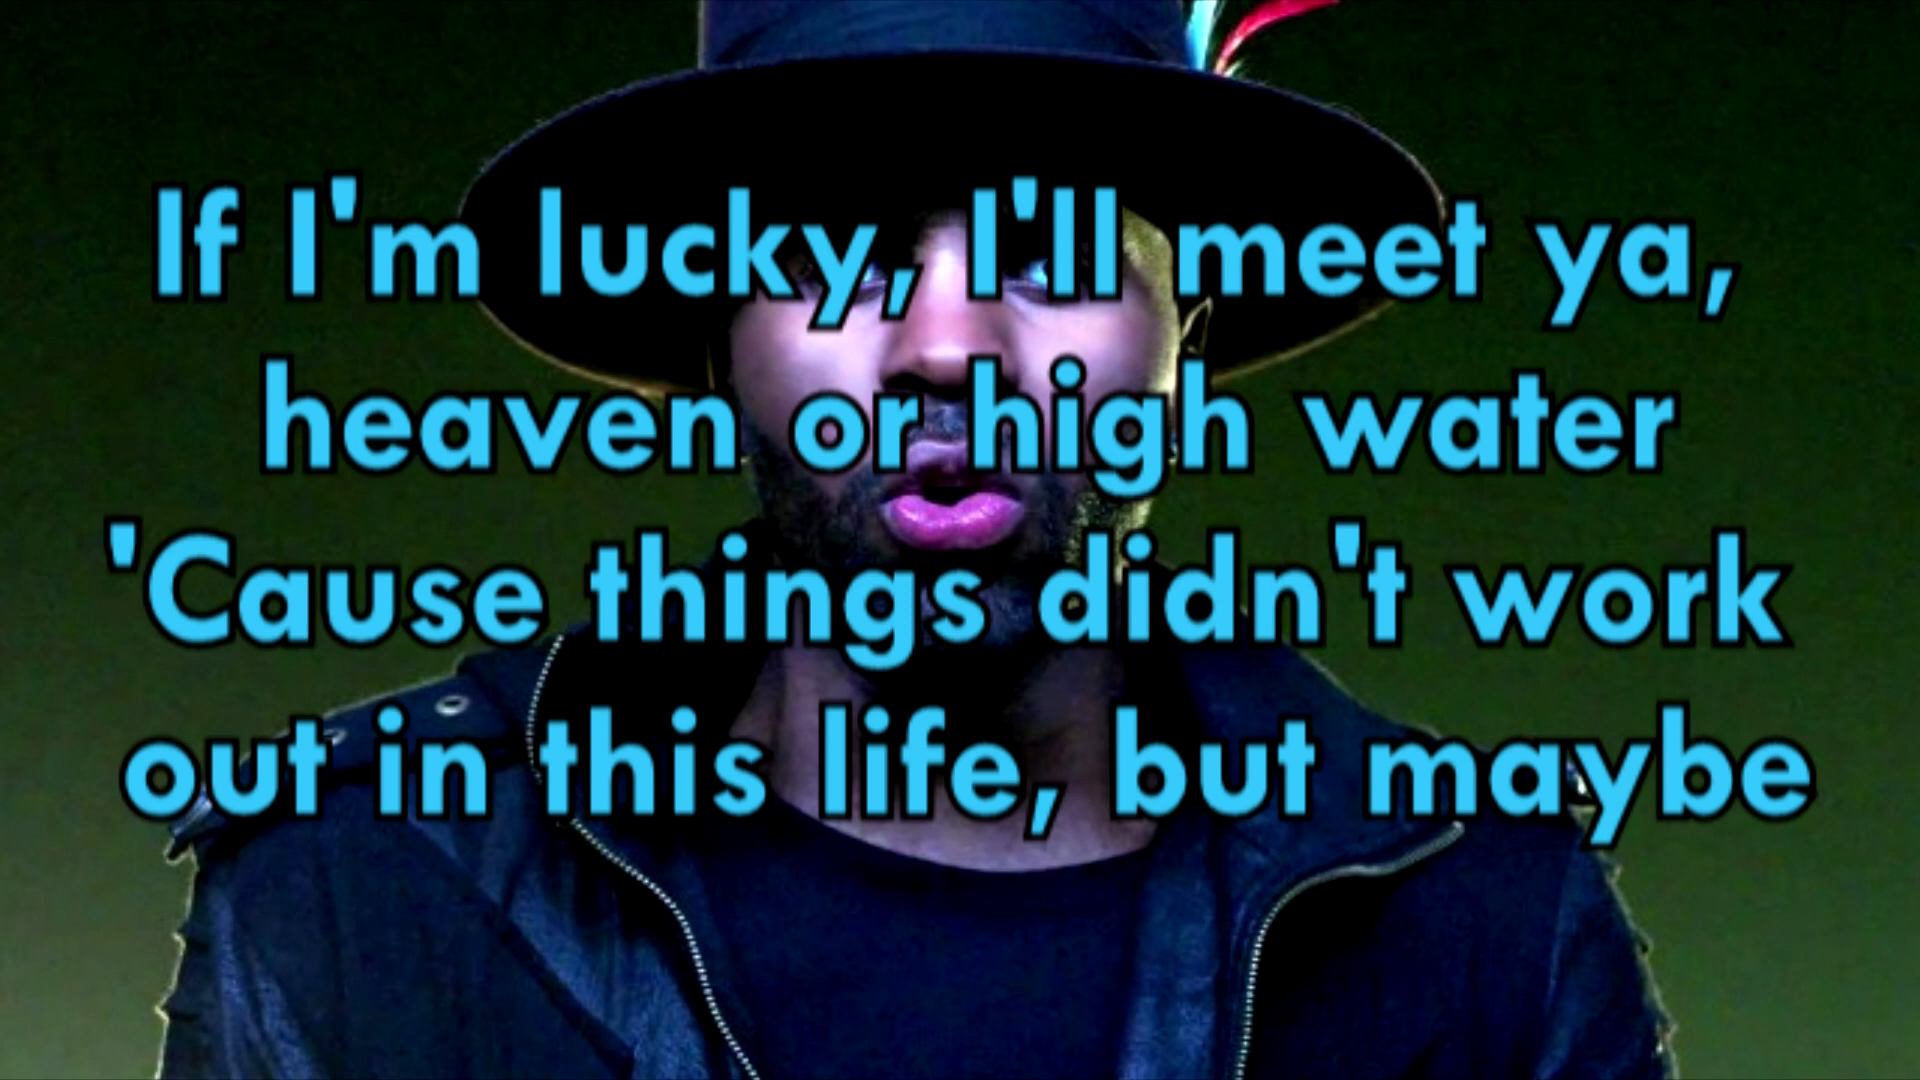 If I'm lucky, I'll meet ya,
heaven or high water
'Cause things didn't work
out in this life, but maybe